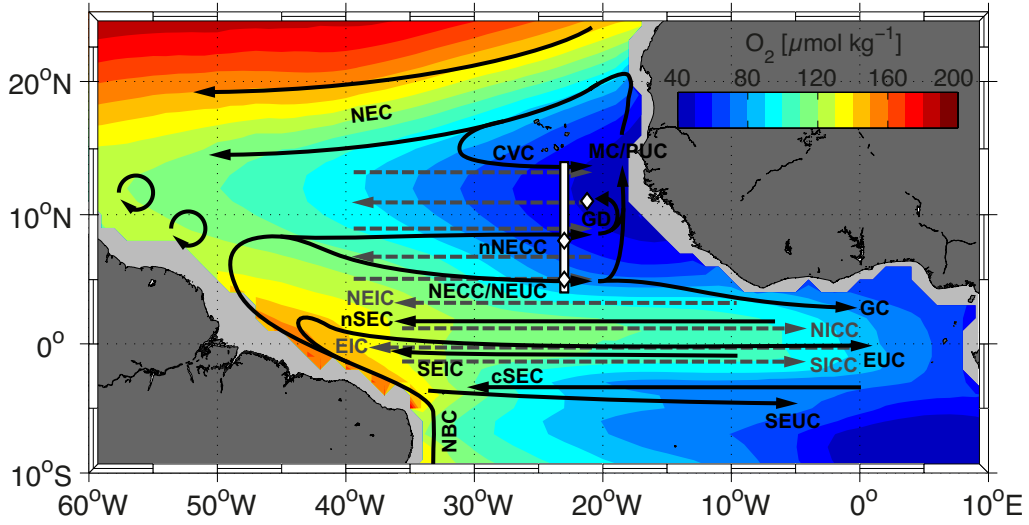 O₂ [μmol kg⁻¹]
40 80 120 160 200
20°N
10°N
0°
10°S
NEC
CVC
MC/PUC
GD
nNECC
NECC/NEUC
NEIC
GC
nSEC
NICC
EIC
EUC
SEIC
SICC
cSEC
SEUC
NBC
60°W 50°W 40°W 30°W 20°W 10°W 0° 10°E